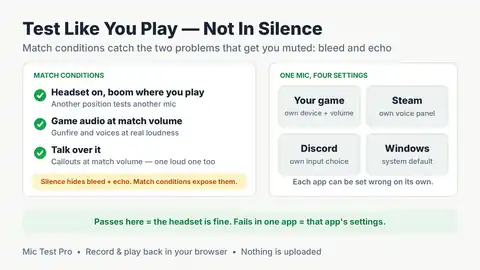 Test Like You Play — Not In Silence
Match conditions catch the two problems that get you muted: bleed and echo
MATCH CONDITIONS
Headset on, boom where you play
Another position tests another mic
Game audio at match volume
Gunfire and voices at real loudness
Talk over it
Callouts at match volume — one loud one too
Silence hides bleed + echo. Match conditions expose them.
ONE MIC, FOUR SETTINGS
Your game
own device + volume
Steam
own voice panel
Discord
own input choice
Windows
system default
Each app can be set wrong on its own.
Passes here = the headset is fine. Fails in one app = that app's settings.
Mic Test Pro • Record & play back in your browser • Nothing is uploaded